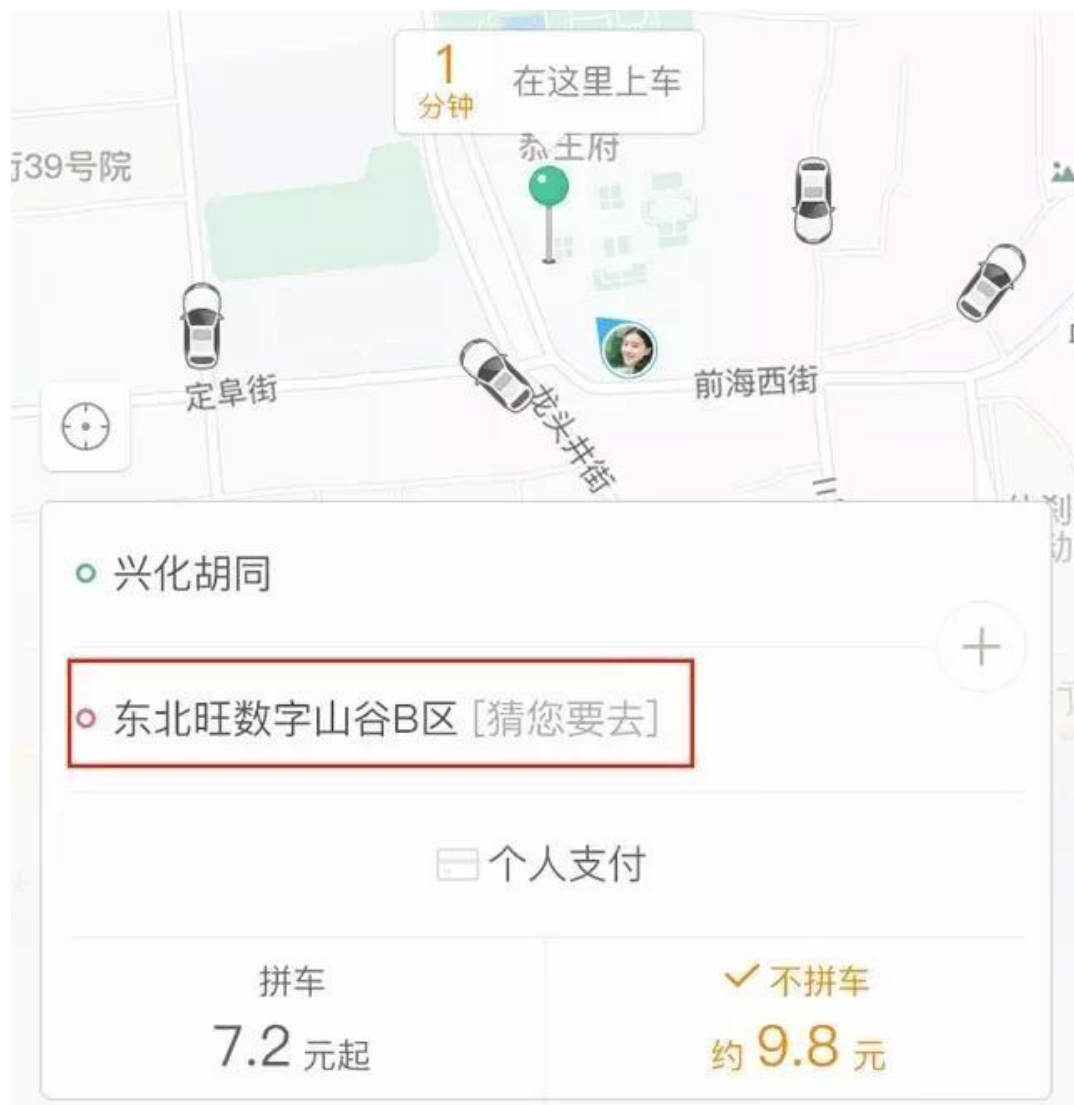 1
分钟
在这里上车
恭王府
街39号院
定阜街
龙头井街
前海西街
兴化胡同
东北旺数字山谷B区 [猜您要去]
个人支付
拼车
不拼车
7.2 元起
约 9.8 元